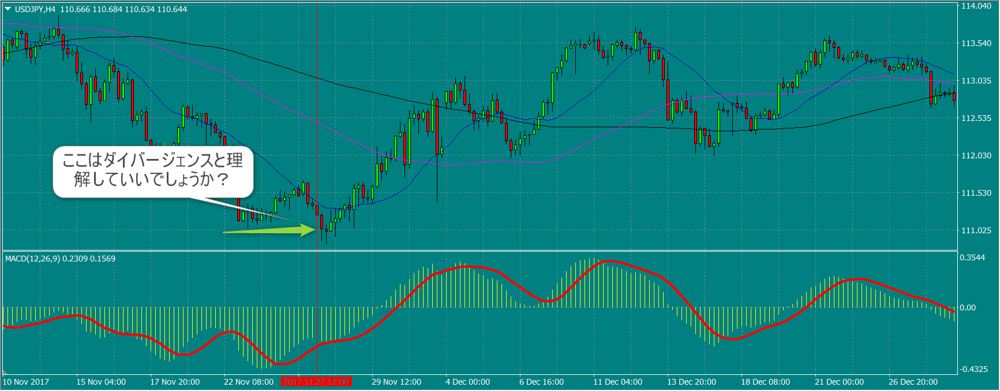 USDJPY,H4 110.666 110.684 110.634 110.644
114.040
113.540
113.035
112.535
112.030
111.530
111.025
ここはダイバージェンスと理
解していいでしょうか？
MACD(12,26,9) 0.2309 0.1569
0.3544
0.00
-0.4325
10 Nov 2017
15 Nov 04:00
17 Nov 20:00
22 Nov 08:00
2017.11.27 12:00
29 Nov 12:00
4 Dec 00:00
6 Dec 16:00
11 Dec 04:00
13 Dec 20:00
18 Dec 08:00
21 Dec 00:00
26 Dec 20:00